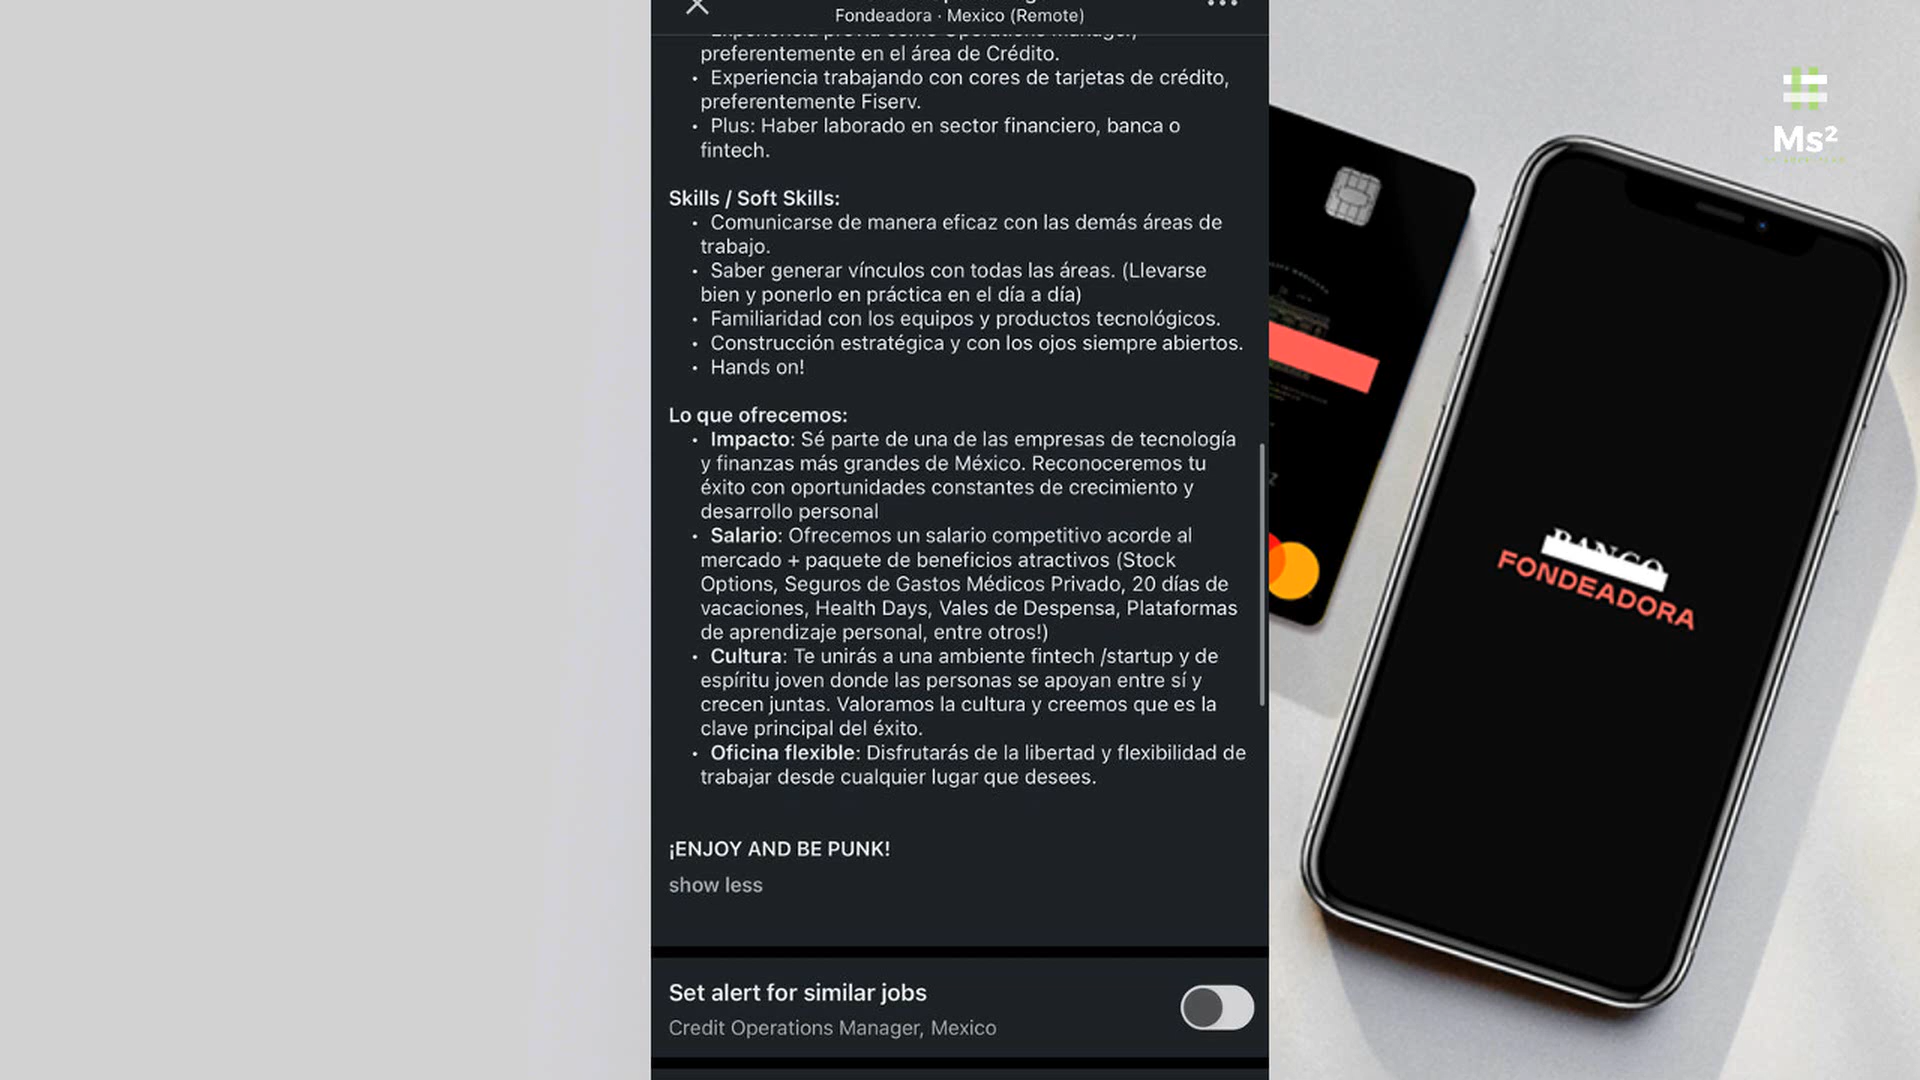 Fondeadora · Mexico (Remote)
Experiencia previa como Operations Manager,
preferentemente en el área de Crédito.
• Experiencia trabajando con cores de tarjetas de crédito,
preferentemente Fiserv.
• Plus: Haber laborado en sector financiero, banca o
fintech.
Skills / Soft Skills:
• Comunicarse de manera eficaz con las demás áreas de
trabajo.
• Saber generar vínculos con todas las áreas. (Llevarse
bien y ponerlo en práctica en el día a día)
• Familiaridad con los equipos y productos tecnológicos.
• Construcción estratégica y con los ojos siempre abiertos.
• Hands on!
Lo que ofrecemos:
• Impacto: Sé parte de una de las empresas de tecnología
y finanzas más grandes de México. Reconoceremos tu
éxito con oportunidades constantes de crecimiento y
desarrollo personal
• Salario: Ofrecemos un salario competitivo acorde al
mercado + paquete de beneficios atractivos (Stock
Options, Seguros de Gastos Médicos Privado, 20 días de
vacaciones, Health Days, Vales de Despensa, Plataformas
de aprendizaje personal, entre otros!)
• Cultura: Te unirás a una ambiente fintech /startup y de
espíritu joven donde las personas se apoyan entre sí y
crecen juntas. Valoramos la cultura y creemos que es la
clave principal del éxito.
• Oficina flexible: Disfrutarás de la libertad y flexibilidad de
trabajar desde cualquier lugar que desees.
¡ENJOY AND BE PUNK!
show less
Set alert for similar jobs
Credit Operations Manager, Mexico
Ms²
BANCO
FONDEADORA